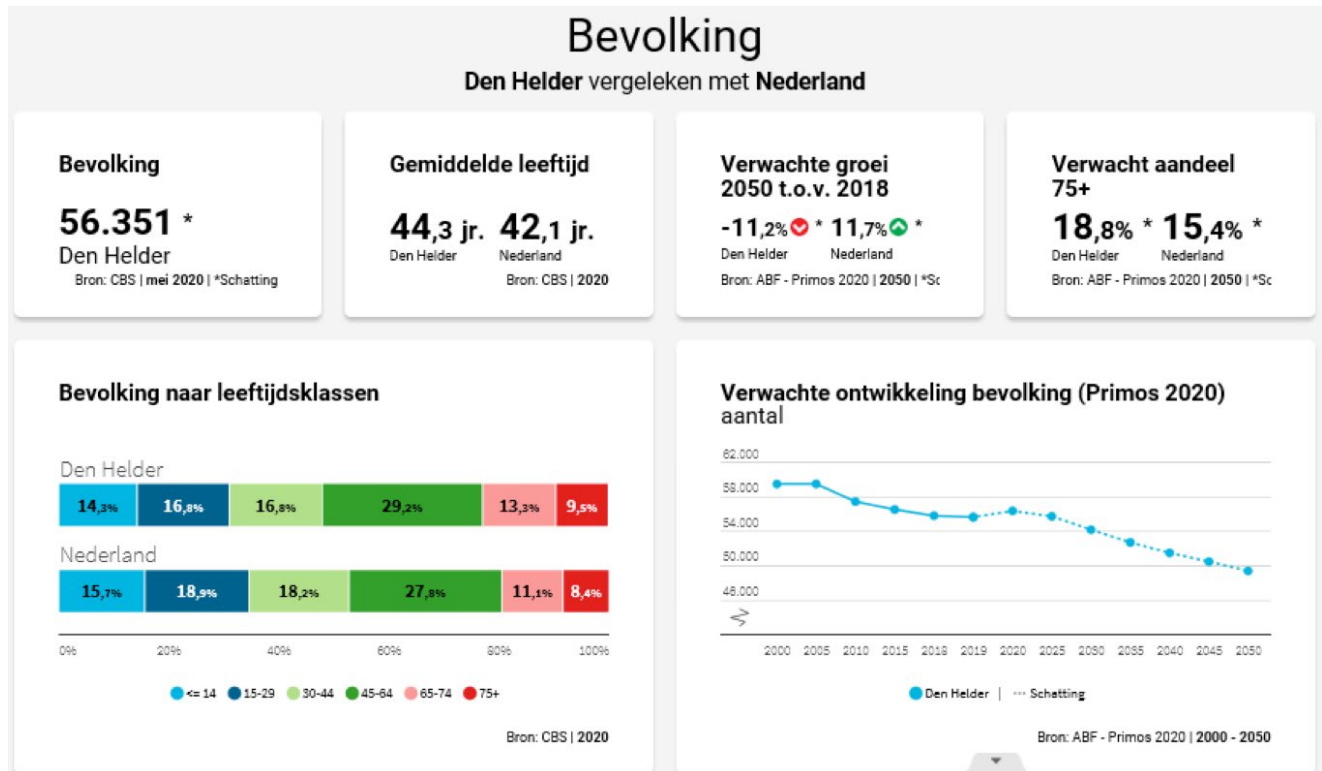 Bevolking
Den Helder vergeleken met Nederland
Bevolking
56.351 *
Den Helder
Bron: CBS | mei 2020 | *Schatting
Gemiddelde leeftijd
44,3 jr. 42,1 jr.
Den Helder Nederland
Bron: CBS | 2020
Verwachte groei
2050 t.o.v. 2018
-11,2% * 11,7% *
Den Helder Nederland
Bron: ABF - Primos 2020 | 2050 | *Sc
Verwacht aandeel
75+
18,8% * 15,4% *
Den Helder Nederland
Bron: ABF - Primos 2020 | 2050 | *Sc
Bevolking naar leeftijdsklassen
Den Helder
14,3% 16,8% 16,8% 29,2% 13,3% 9,5%
Nederland
15,7% 18,9% 18,2% 27,8% 11,1% 8,4%
0% 20% 40% 60% 80% 100%
<= 14 15-29 30-44 45-64 65-74 75+
Bron: CBS | 2020
Verwachte ontwikkeling bevolking (Primos 2020)
aantal
62.000
58.000
54.000
50.000
46.000
2000 2005 2010 2015 2018 2019 2020 2025 2030 2035 2040 2045 2050
Den Helder | Schatting
Bron: ABF - Primos 2020 | 2000 - 2050